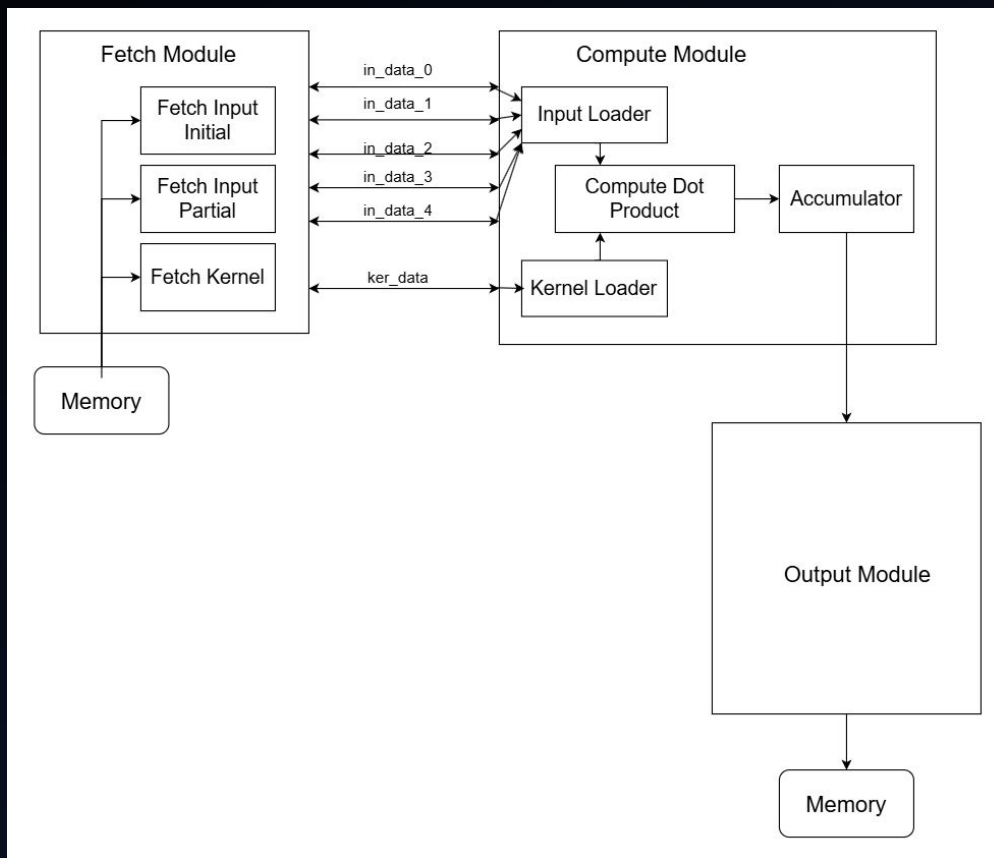 Fetch Module
Compute Module
in_data_0
in_data_1
in_data_2
in_data_3
in_data_4
ker_data
Fetch Input
Initial
Fetch Input
Partial
Fetch Kernel
Input Loader
Compute Dot
Product
Accumulator
Kernel Loader
Memory
Output Module
Memory